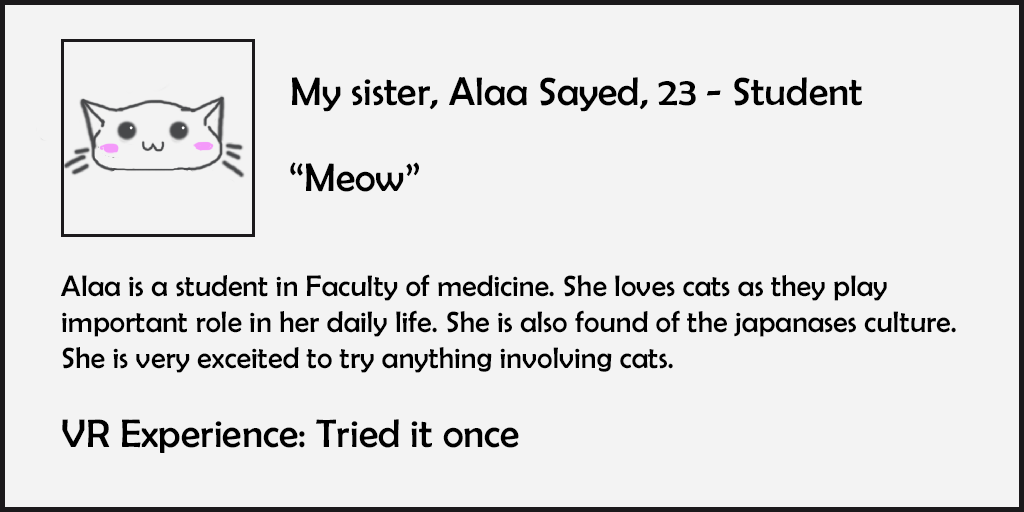 My sister, Alaa Sayed, 23 - Student
“Meow”
Alaa is a student in Faculty of medicine. She loves cats as they play
important role in her daily life. She is also found of the japanases culture.
She is very exceited to try anything involving cats.
VR Experience: Tried it once